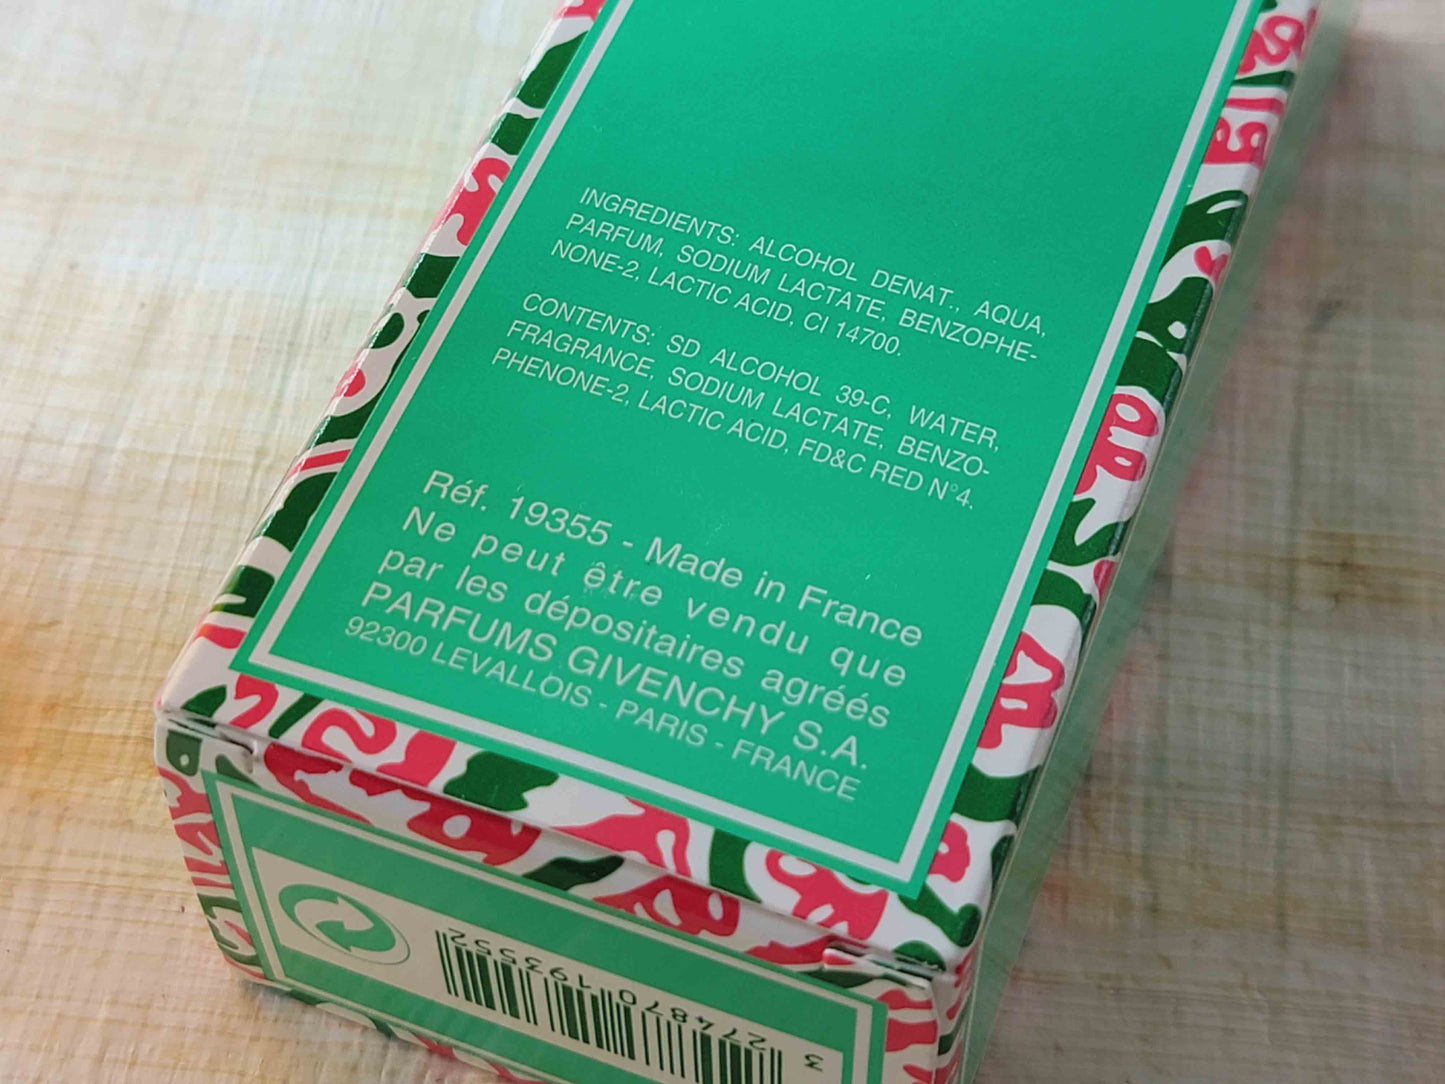 INGREDIENTS: ALCOHOL DENAT., AQUA,
PARFUM, SODIUM LACTATE, BENZOPHE-
NONE-2, LACTIC ACID, CI 14700.
CONTENTS: SD ALCOHOL 39-C, WATER,
FRAGRANCE, SODIUM LACTATE, BENZO-
PHENONE-2, LACTIC ACID, FD&C RED N°4.
Réf. 19355 - Made in France
Ne peut être vendu que
par les dépositaires agréés
PARFUMS GIVENCHY S.A.
92300 LEVALLOIS - PARIS - FRANCE
3 274870 193552